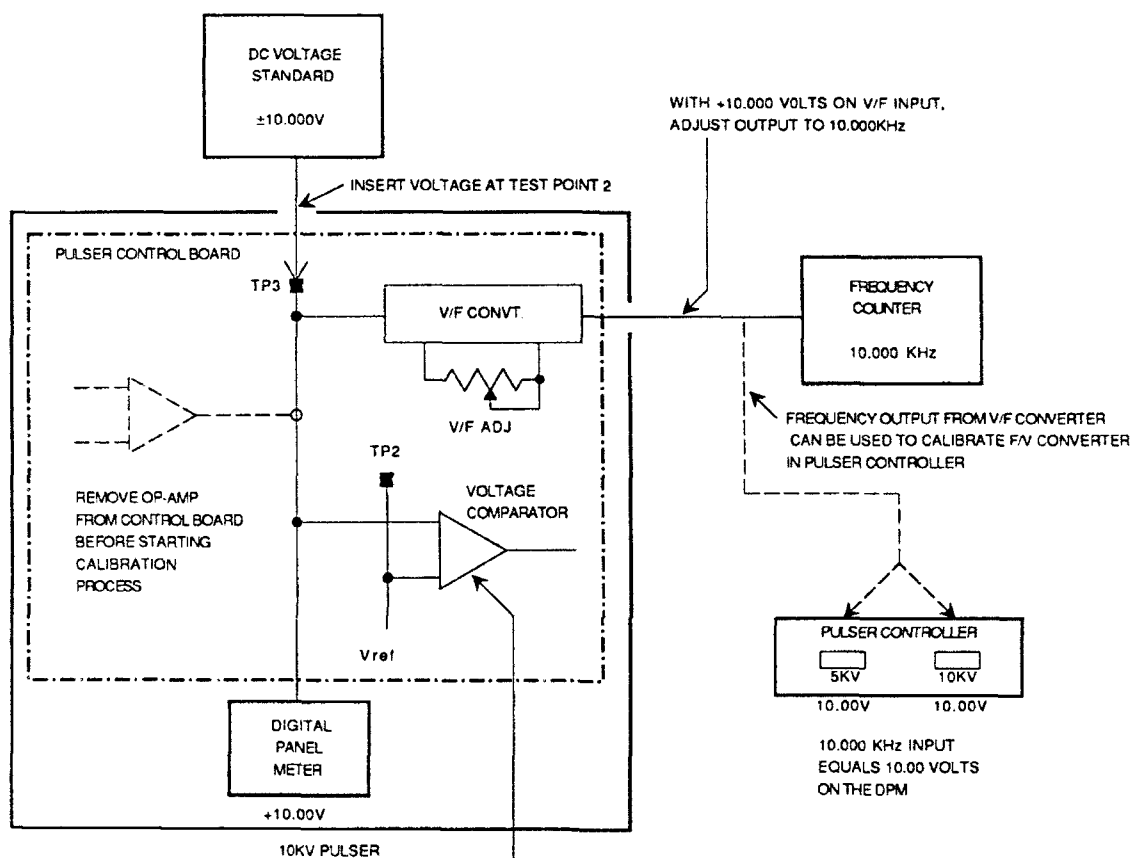 DC VOLTAGE
STANDARD
±10.000V
WITH +10.000 VOLTS ON V/F INPUT,
ADJUST OUTPUT TO 10.000KHz
INSERT VOLTAGE AT TEST POINT 2
PULSER CONTROL BOARD
TP3
V/F CONVT.
FREQUENCY
COUNTER
10.000 KHz
V/F ADJ
FREQUENCY OUTPUT FROM V/F CONVERTER
CAN BE USED TO CALIBRATE F/V CONVERTER
IN PULSER CONTROLLER
TP2
VOLTAGE
COMPARATOR
REMOVE OP-AMP
FROM CONTROL BOARD
BEFORE STARTING
CALIBRATION
PROCESS
Vref
PULSER CONTROLLER
5KV
10KV
10.00V
10.00V
DIGITAL
PANEL
METER
+10.00V
10.000 KHz INPUT
EQUALS 10.00 VOLTS
ON THE DPM
10KV PULSER